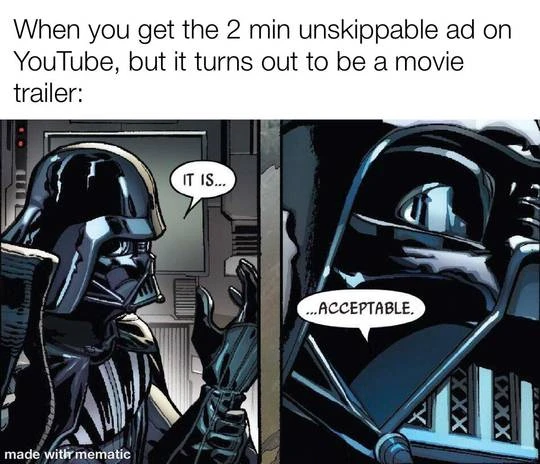 When you get the 2 min unskippable ad on
YouTube, but it turns out to be a movie
trailer:
IT IS...
...ACCEPTABLE.
made with mematic